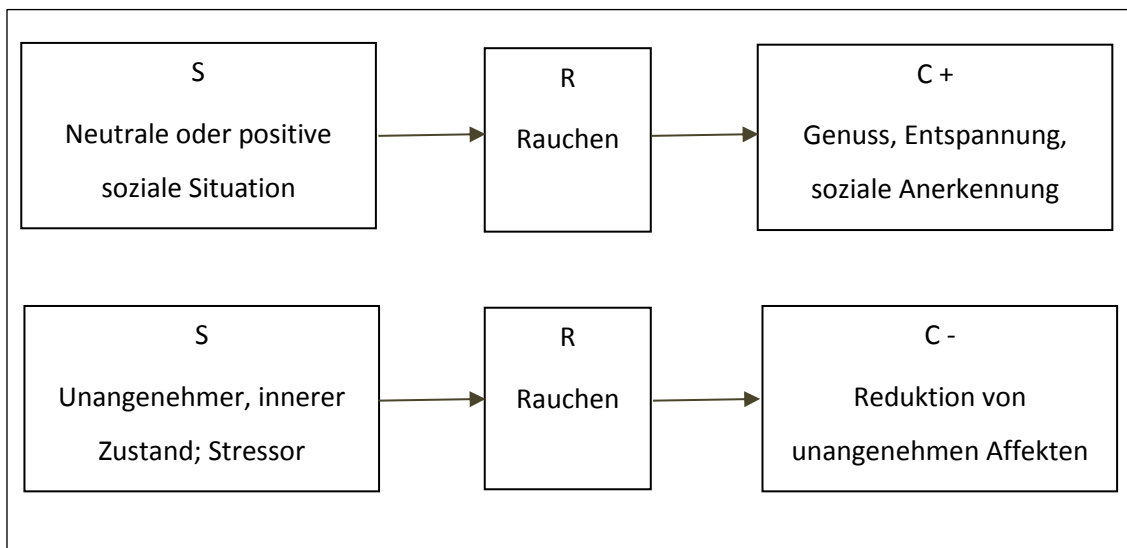 S
Neutrale oder positive
soziale Situation
R
Rauchen
C +
Genuss, Entspannung,
soziale Anerkennung
S
Unangenehmer, innerer
Zustand; Stressor
R
Rauchen
C -
Reduktion von
unangenehmen Affekten